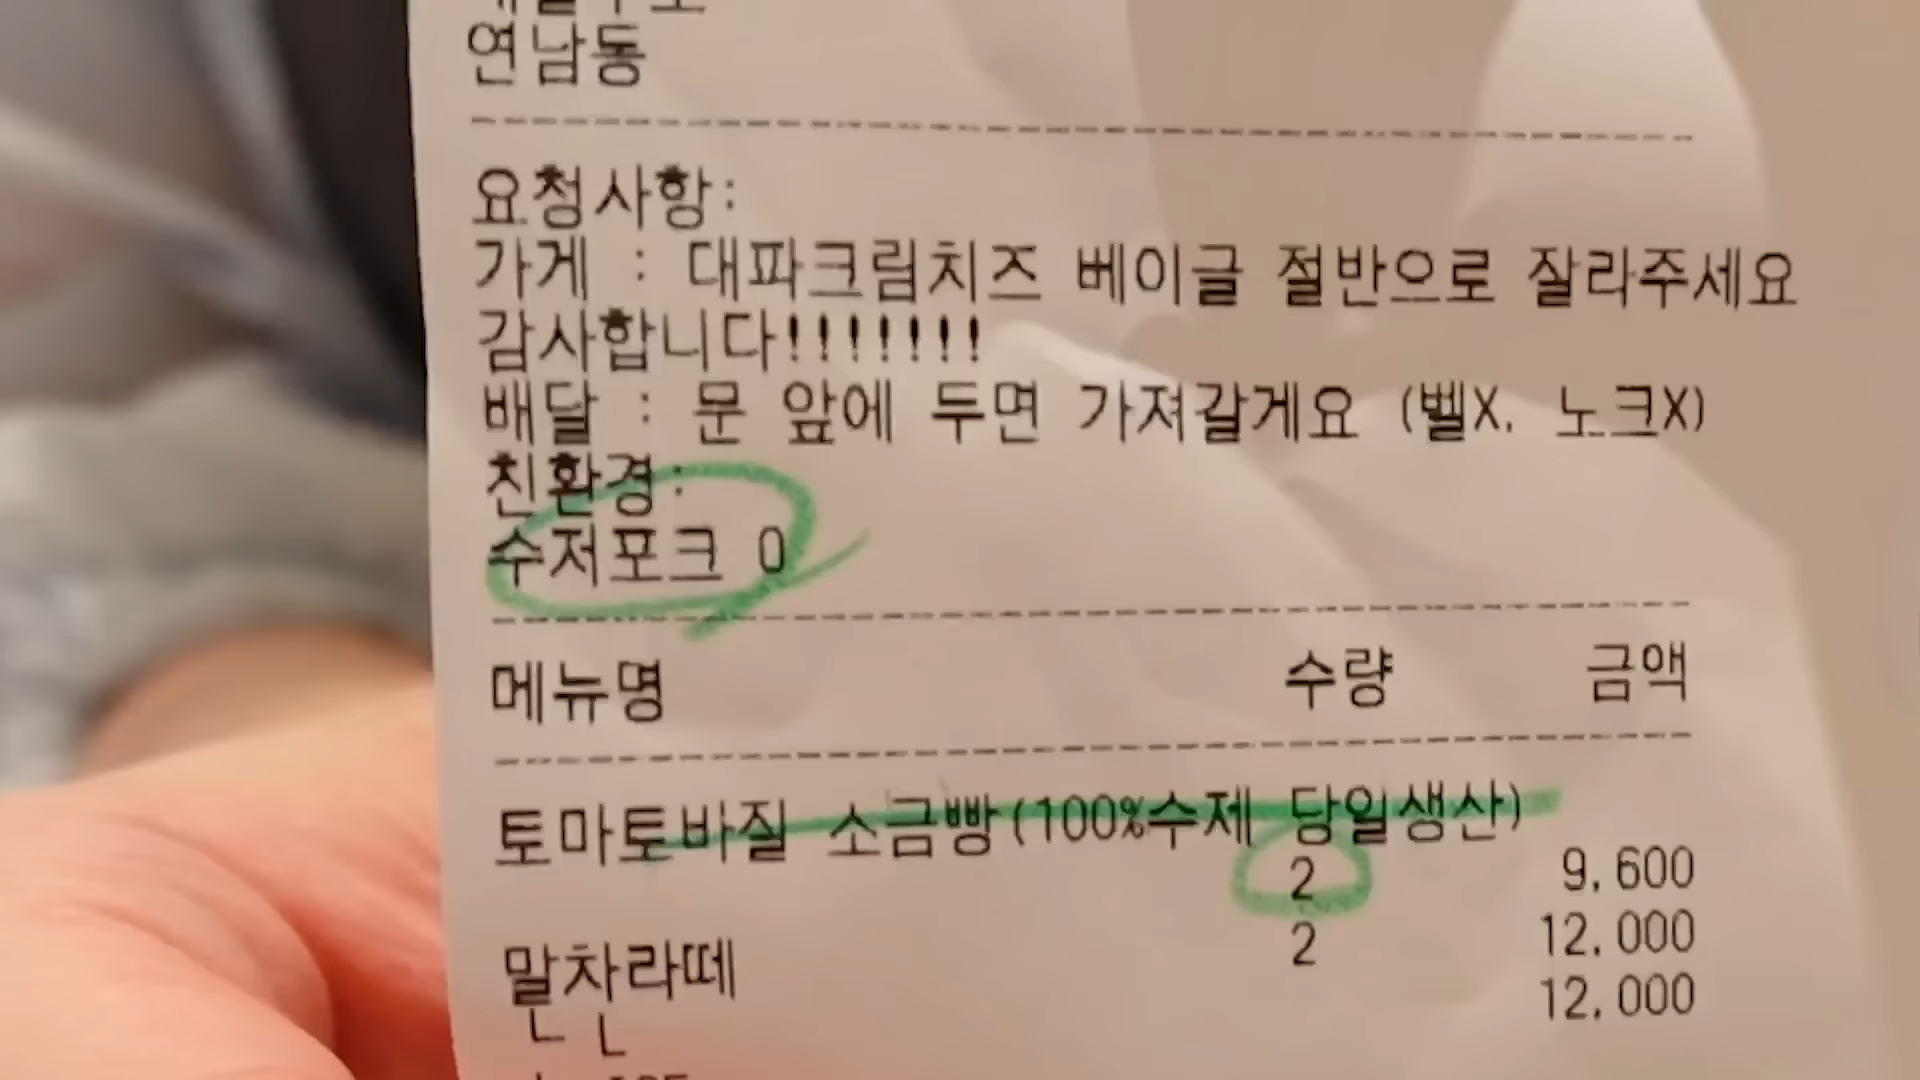 연남동
요청사항:
가게 : 대파크림치즈 베이글 절반으로 잘라주세요
감사합니다!!!!!!!
배달 : 문 앞에 두면 가져갈게요 (벨X, 노크X)
친환경:
수저포크 0
메뉴명 수량 금액
토마토바질 소금빵(100%수제 당일생산)
2 9,600
2 12,000
말차라떼
12,000